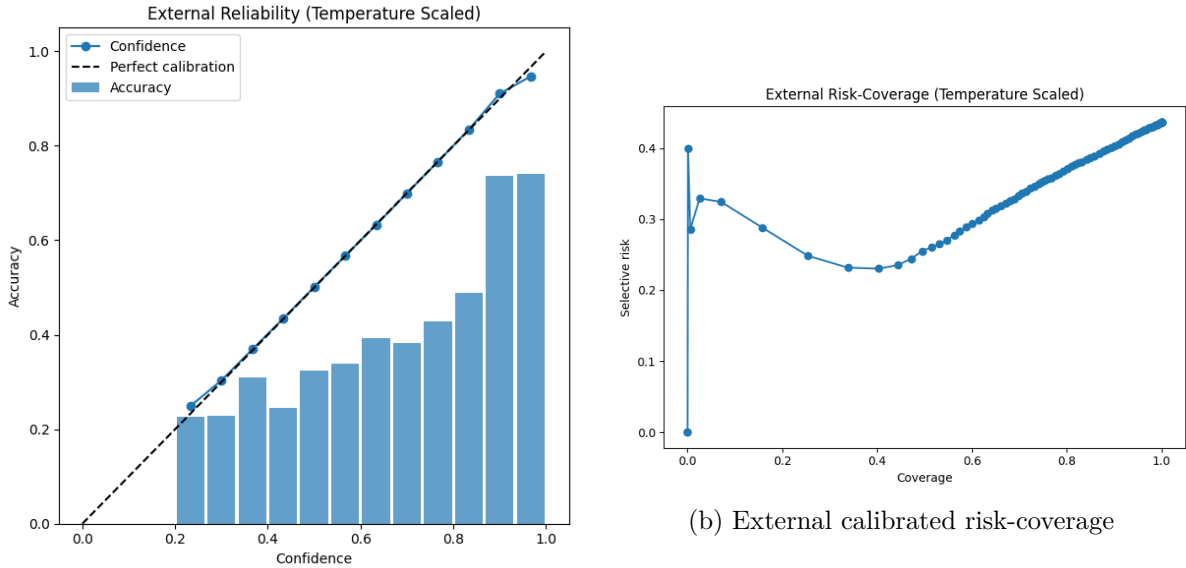 External Reliability (Temperature Scaled)
Confidence
Perfect calibration
Accuracy
1.0
0.8
0.6
0.4
0.2
0.0
Accuracy
0.0 0.2 0.4 0.6 0.8 1.0
Confidence
External Risk-Coverage (Temperature Scaled)
0.4
0.3
0.2
0.1
0.0
Selective risk
0.0 0.2 0.4 0.6 0.8 1.0
Coverage
(b) External calibrated risk-coverage